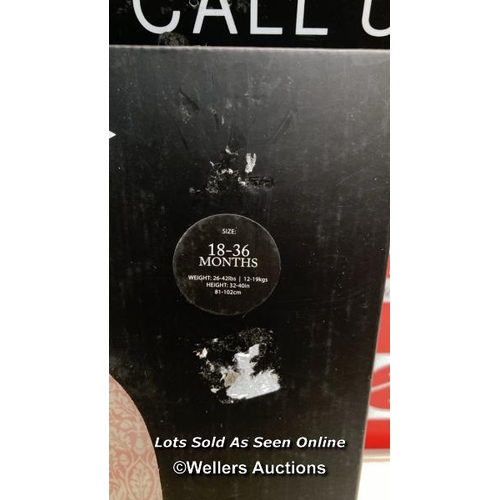 CALL
SIZE:
18-36
MONTHS
WEIGHT: 26-42lbs | 12-19kgs
HEIGHT: 32-40in
81-102cm
Lots Sold As Seen Online
©Wellers Auctions